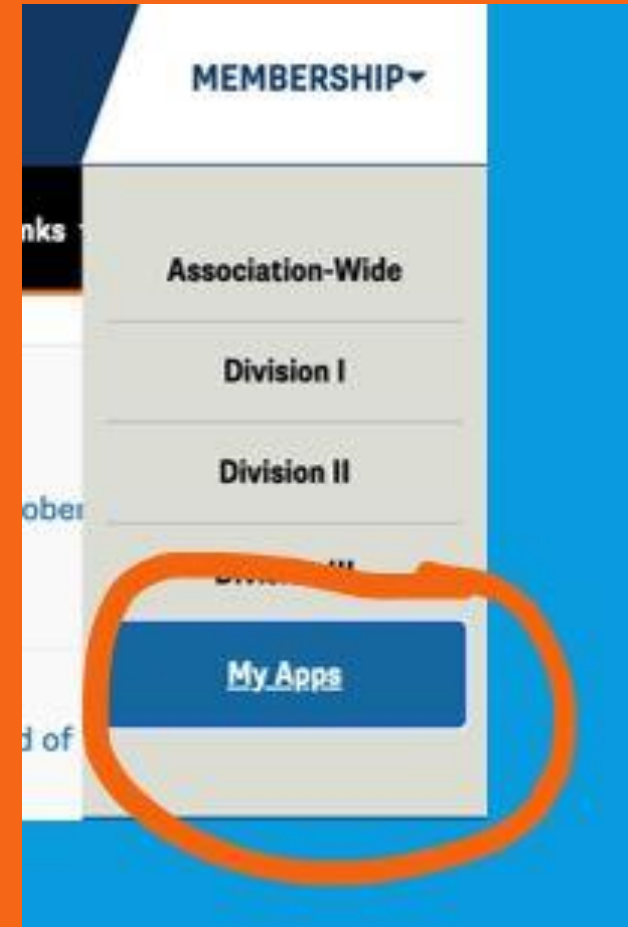 MEMBERSHIP
nks
Association-Wide
Division I
Division II
ober
My Apps
d of